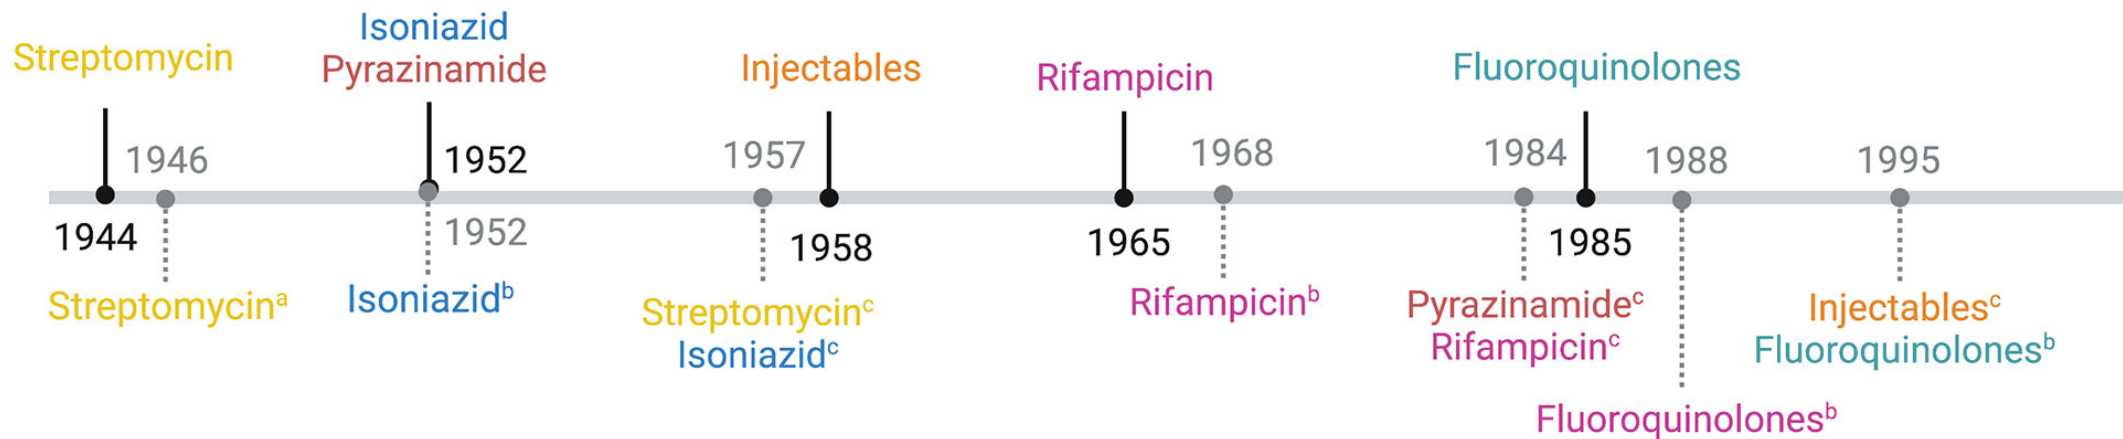 Streptomycin
Isoniazid
Pyrazinamide
Injectables
Rifampicin
Fluoroquinolones
1946
1952
1957
1968
1984
1988
1995
1944
1952
1958
1965
1985
Streptomycinᵃ
Isoniazidᵇ
Streptomycinᶜ
Isoniazidᶜ
Rifampicinᵇ
Pyrazinamideᶜ
Rifampicinᶜ
Fluoroquinolonesᵇ
Injectablesᶜ
Fluoroquinolonesᵇ